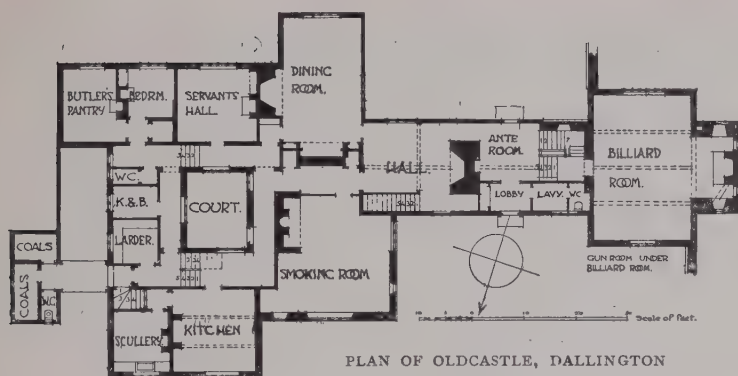 DINING
ROOM.
BUTLER'S
PANTRY
BEDRM.
SERVANTS
HALL.
HALL
ANTE
ROOM
BILLIARD
ROOM.
W.C.
K.&B.
COURT.
LARDER.
LOBBY
LAVY.
WC
COALS
COALS
W.C
SMOKING ROOM
GUN ROOM UNDER
BILLIARD ROOM.
SCULLERY
KITCHEN
Scale of Feet.
PLAN OF OLDCASTLE, DALLINGTON